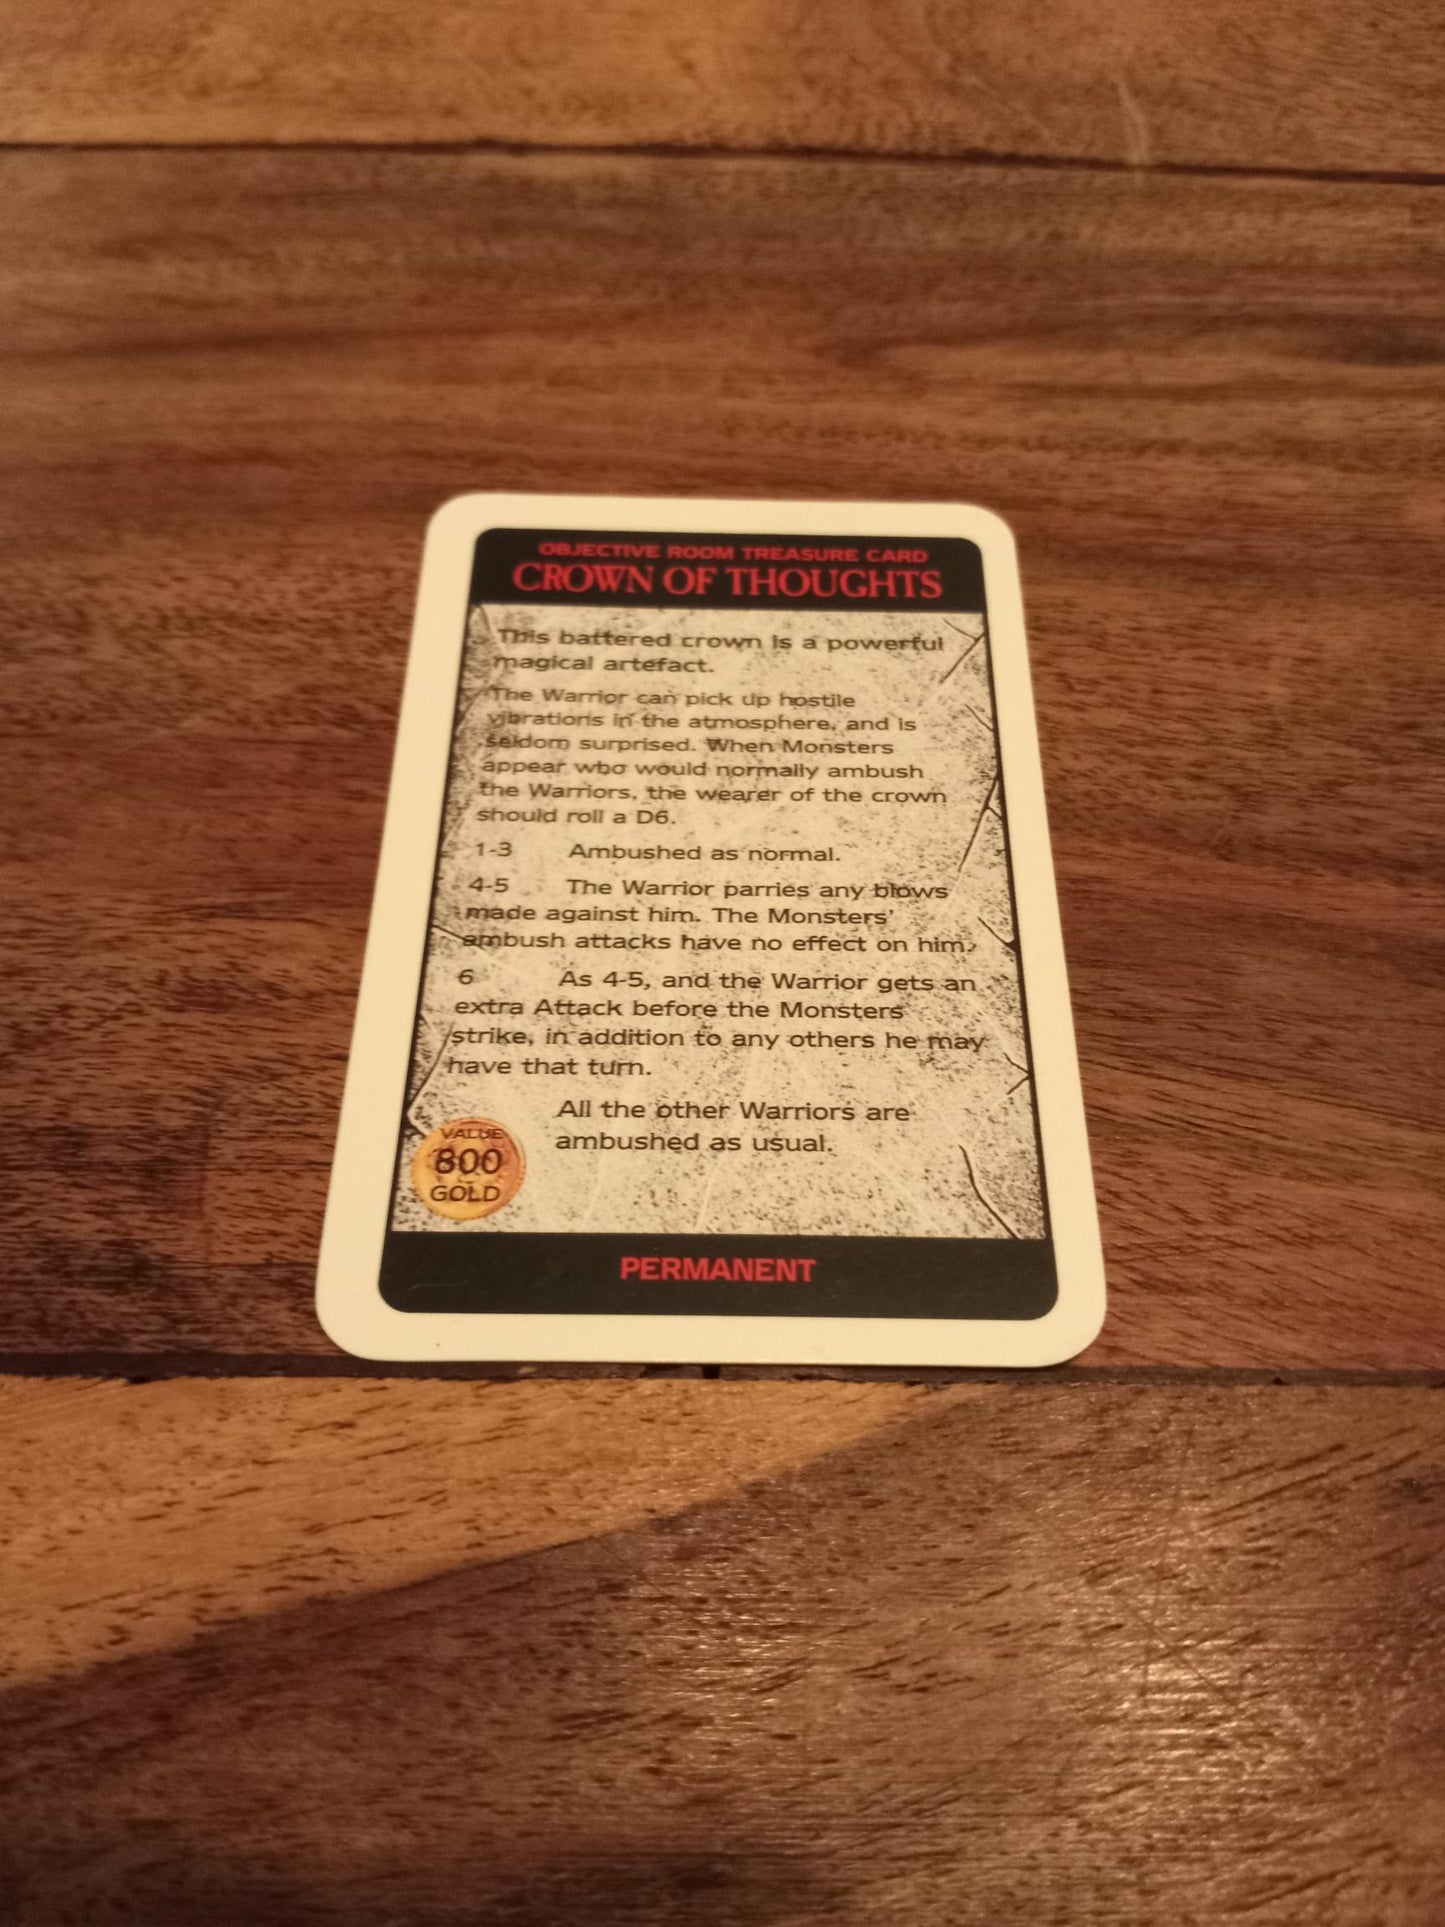 OBJECTIVE ROOM TREASURE CARD
CROWN OF THOUGHTS
This battered crown is a powerful
magical artefact.
The Warrior can pick up hostile
vibrations in the atmosphere, and is
seldom surprised. When Monsters
appear who would normally ambush
the Warriors, the wearer of the crown
should roll a D6.
1-3 Ambushed as normal.
4-5 The Warrior parries any blows
made against him. The Monsters'
ambush attacks have no effect on him.
6 As 4-5, and the Warrior gets an
extra Attack before the Monsters
strike, in addition to any others he may
have that turn.
All the other Warriors are
ambushed as usual.
VALUE
800
GOLD
PERMANENT